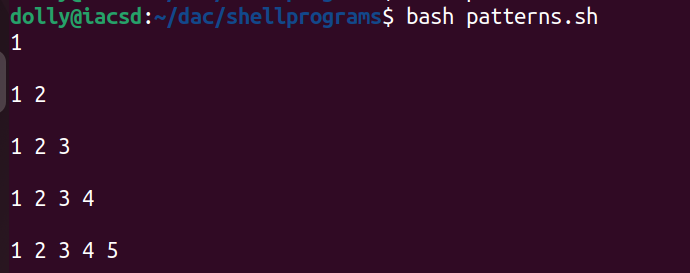 dolly@iacsd:~/dac/shellprograms$ bash patterns.sh
1
1 2
1 2 3
1 2 3 4
1 2 3 4 5